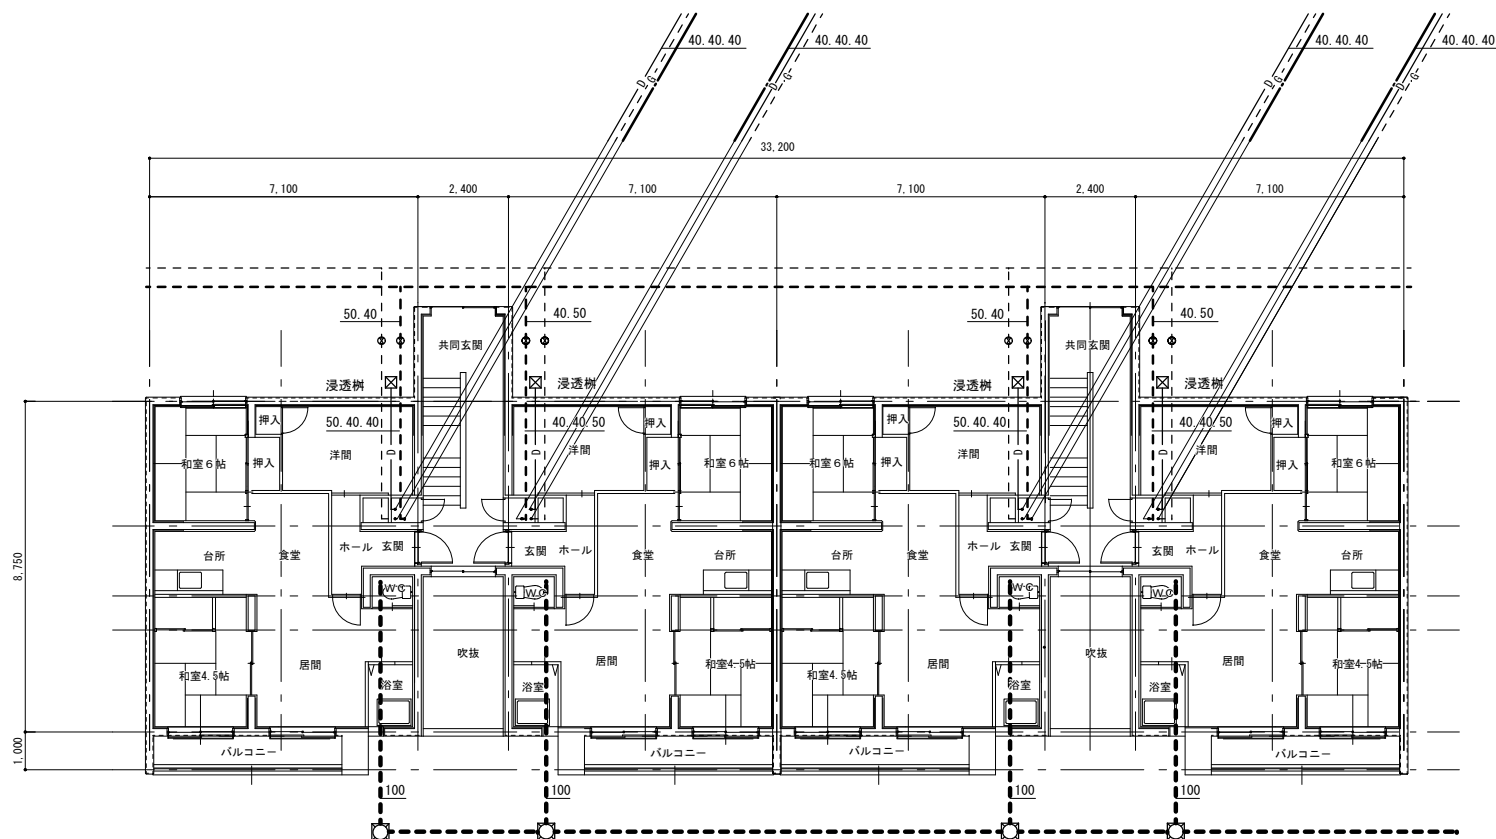 40.40.40 40.40.40 40.40.40 40.40.40
D D D D
G G G G
33,200
7,100 2,400 7,100 7,100 2,400 7,100
50.40 40.50 50.40 40.50
共同玄関 共同玄関
浸透桝 浸透桝 浸透桝 浸透桝
押入 50.40.40 40.40.50 押入 押入 50.40.40 40.40.50 押入
和室6帖 押入 洋間 洋間 押入 和室6帖 和室6帖 押入 洋間 洋間 押入 和室6帖
8,750
台所 食堂 ホール 玄関 玄関 ホール 食堂 台所 台所 食堂 ホール 玄関 玄関 ホール 食堂 台所
WC WC WC WC
和室4.5帖 居間 吹抜 居間 和室4.5帖 和室4.5帖 居間 吹抜 居間 和室4.5帖
浴室 浴室 浴室 浴室
1,000
バルコニー バルコニー バルコニー バルコニー
100 100 100 100